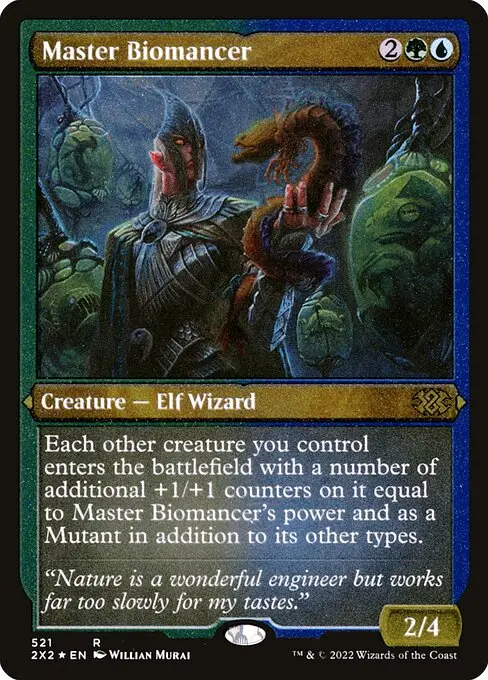 Master Biomancer 2
Creature — Elf Wizard
Each other creature you control
enters the battlefield with a number of
additional +1/+1 counters on it equal
to Master Biomancer's power and as a
Mutant in addition to its other types.
“Nature is a wonderful engineer but works
far too slowly for my tastes.”
2/4
521 R
2X2 ★ EN Willian Murai ™ & © 2022 Wizards of the Coast